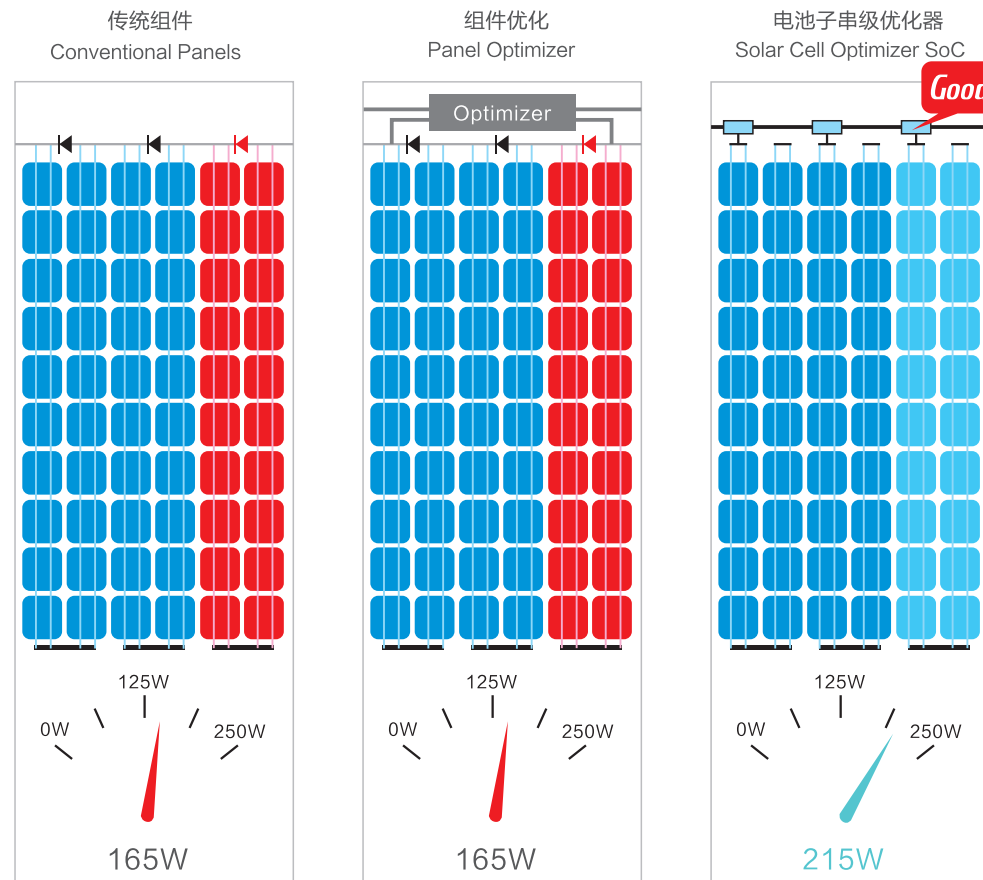 传统组件
Conventional Panels
组件优化
Panel Optimizer
电池子串级优化器
Solar Cell Optimizer SoC
Optimizer
Good
125W
0W
250W
165W
125W
0W
250W
165W
125W
0W
250W
215W